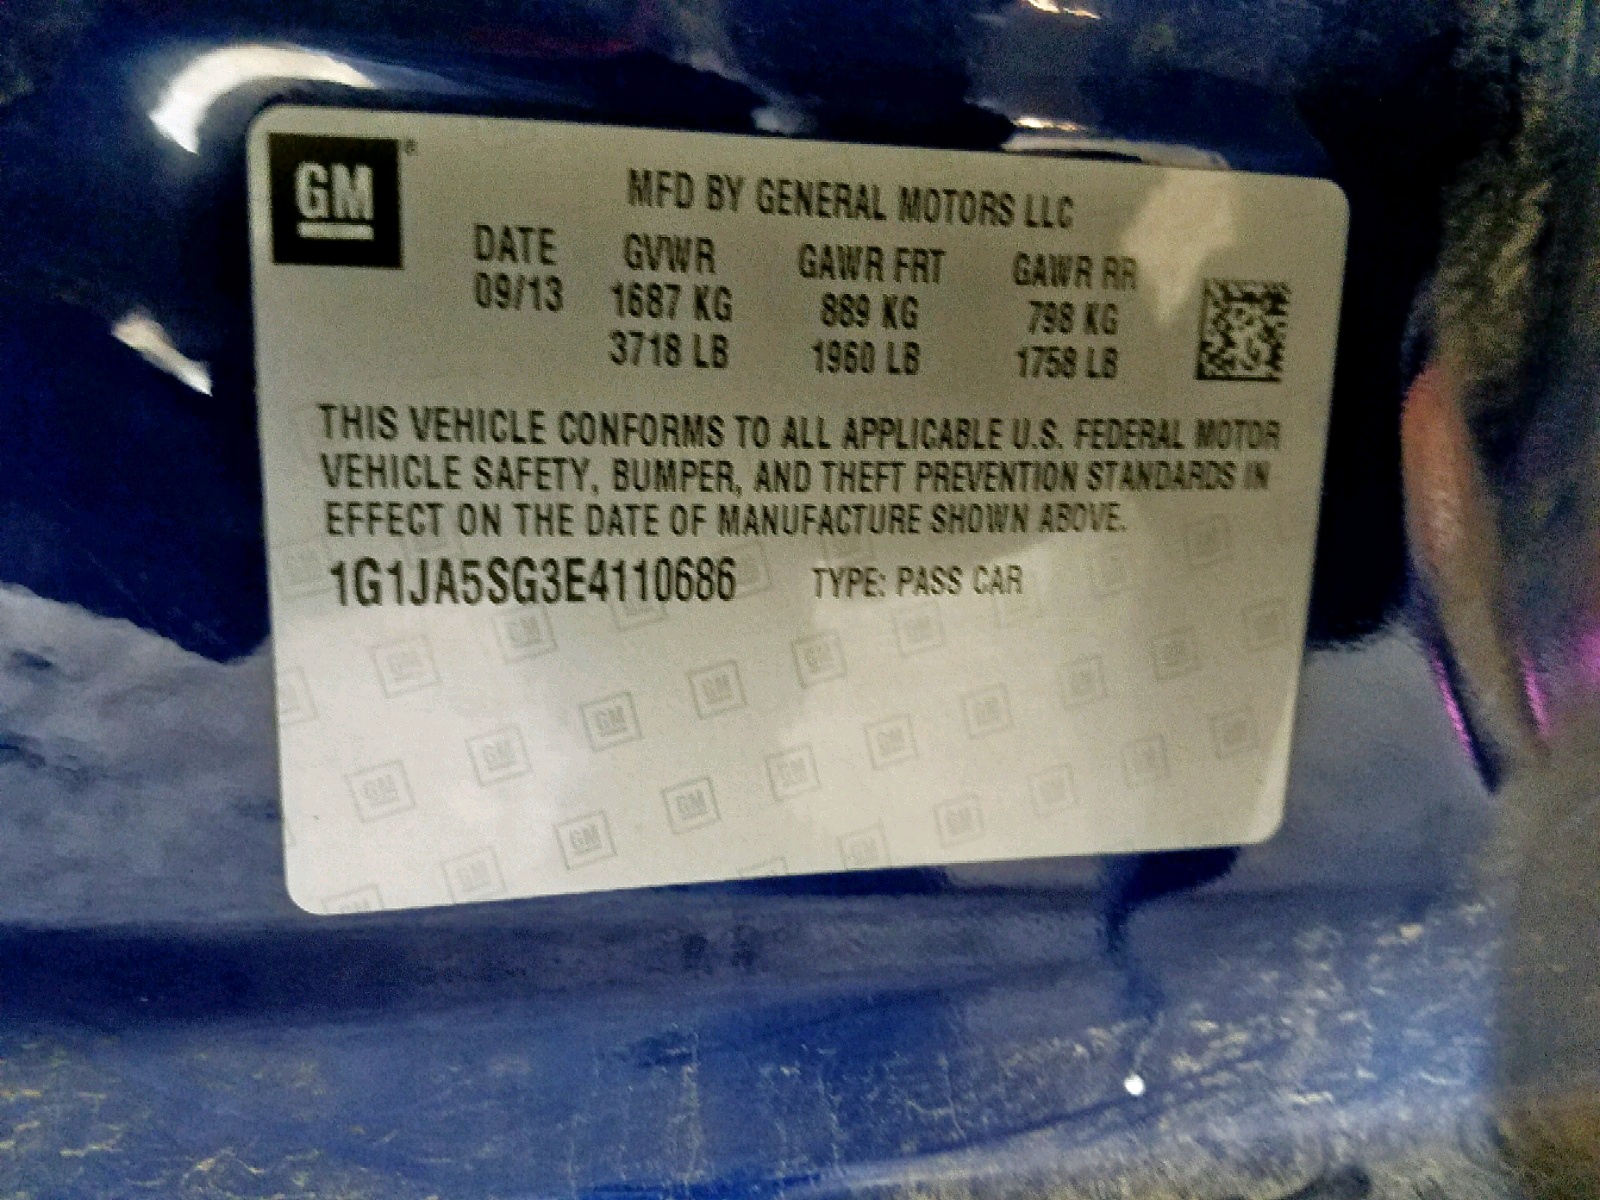 GM
MFD BY GENERAL MOTORS LLC
DATE GVWR GAWR FRT GAWR RR
09/13 1687 KG 889 KG 798 KG
3718 LB 1960 LB 1758 LB
THIS VEHICLE CONFORMS TO ALL APPLICABLE U.S. FEDERAL MOTOR
VEHICLE SAFETY, BUMPER, AND THEFT PREVENTION STANDARDS IN
EFFECT ON THE DATE OF MANUFACTURE SHOWN ABOVE.
1G1JA5SG3E4110686 TYPE: PASS CAR